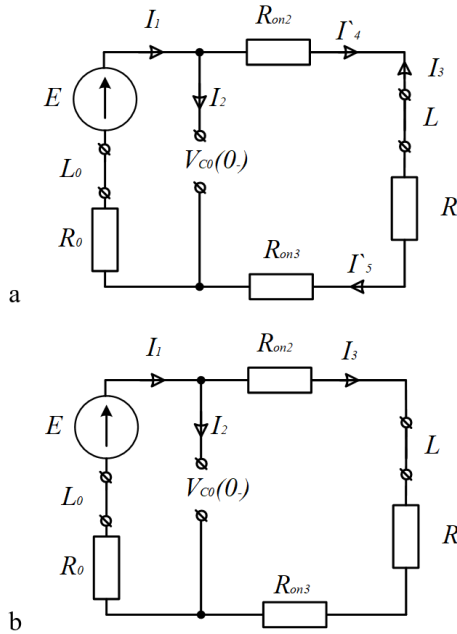 I1 Ron2 I`4
E I2 I3
L0 VC0(0-) L
R0 Ron3 R
I`5
a
I1 Ron2 I3
E I2
L0 VC0(0-) L
R0 Ron3 R
b